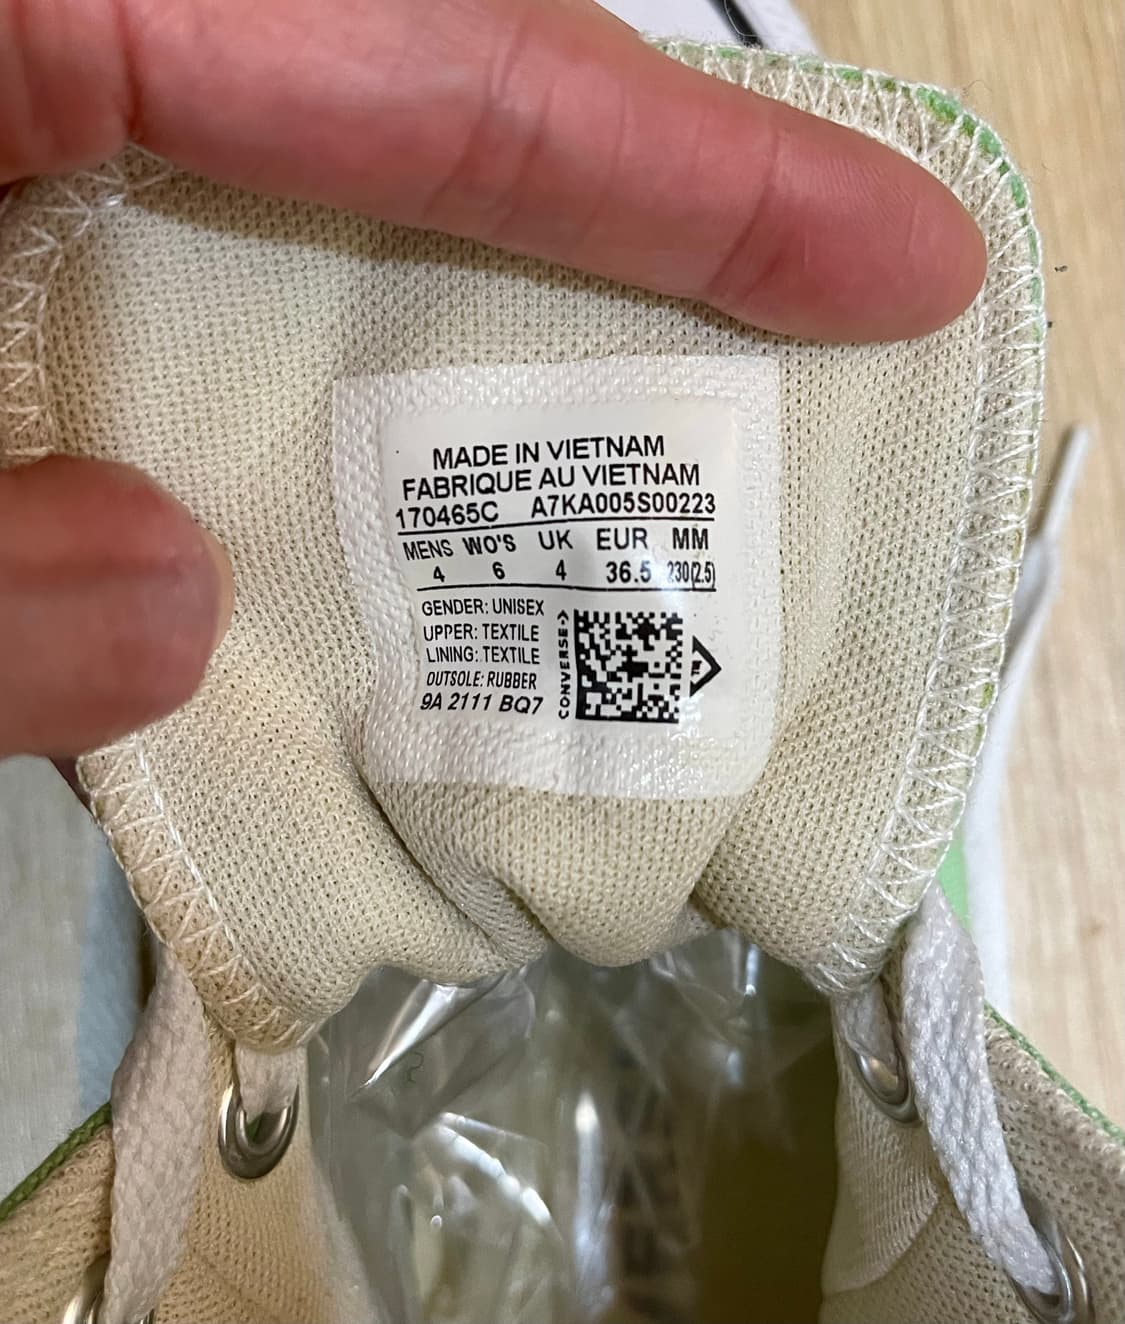 MADE IN VIETNAM
FABRIQUE AU VIETNAM
170465C A7KA005S00223
MENS WO'S UK EUR MM
4 6 4 36.5 230(2.5)
GENDER: UNISEX
UPPER: TEXTILE
LINING: TEXTILE
OUTSOLE: RUBBER
9A 2111 BQ7
CONVERSE->